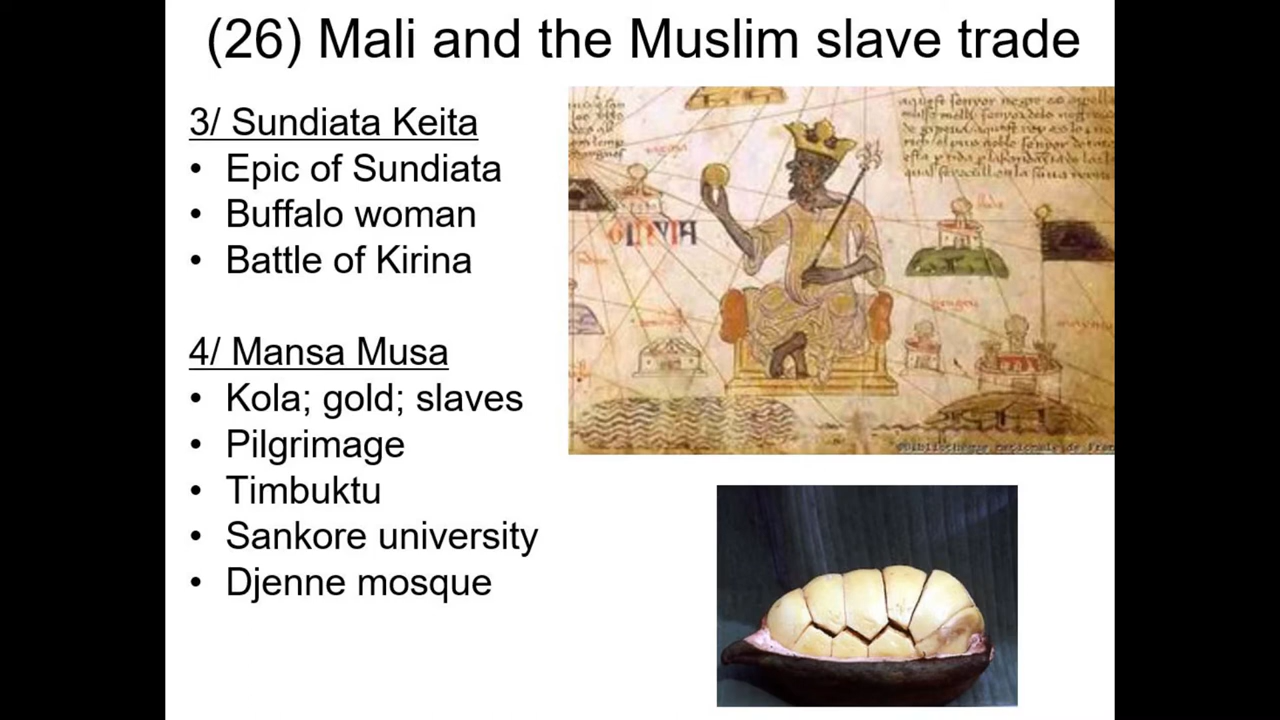 (26) Mali and the Muslim slave trade
3/ Sundiata Keita
• Epic of Sundiata
• Buffalo woman
• Battle of Kirina
4/ Mansa Musa
• Kola; gold; slaves
• Pilgrimage
• Timbuktu
• Sankore university
• Djenne mosque